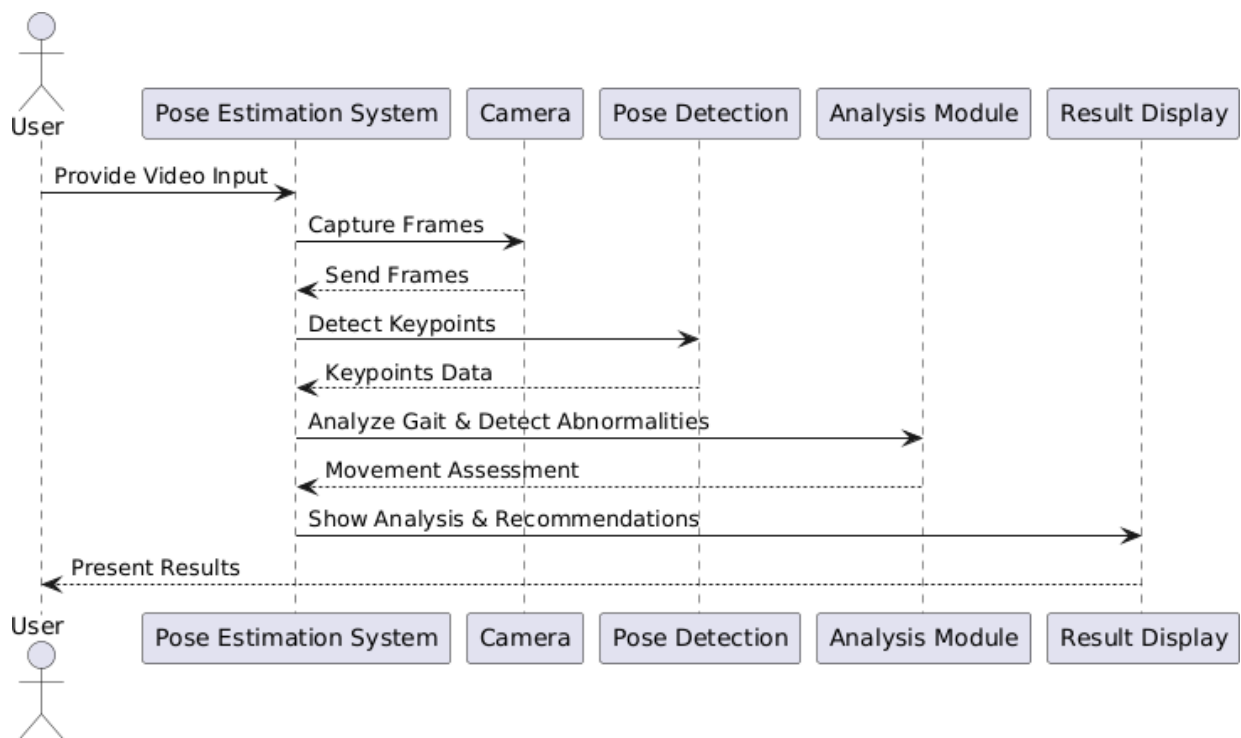 User
Pose Estimation System
Camera
Pose Detection
Analysis Module
Result Display
Provide Video Input
Capture Frames
Send Frames
Detect Keypoints
Keypoints Data
Analyze Gait & Detect Abnormalities
Movement Assessment
Show Analysis & Recommendations
Present Results
User
Pose Estimation System
Camera
Pose Detection
Analysis Module
Result Display